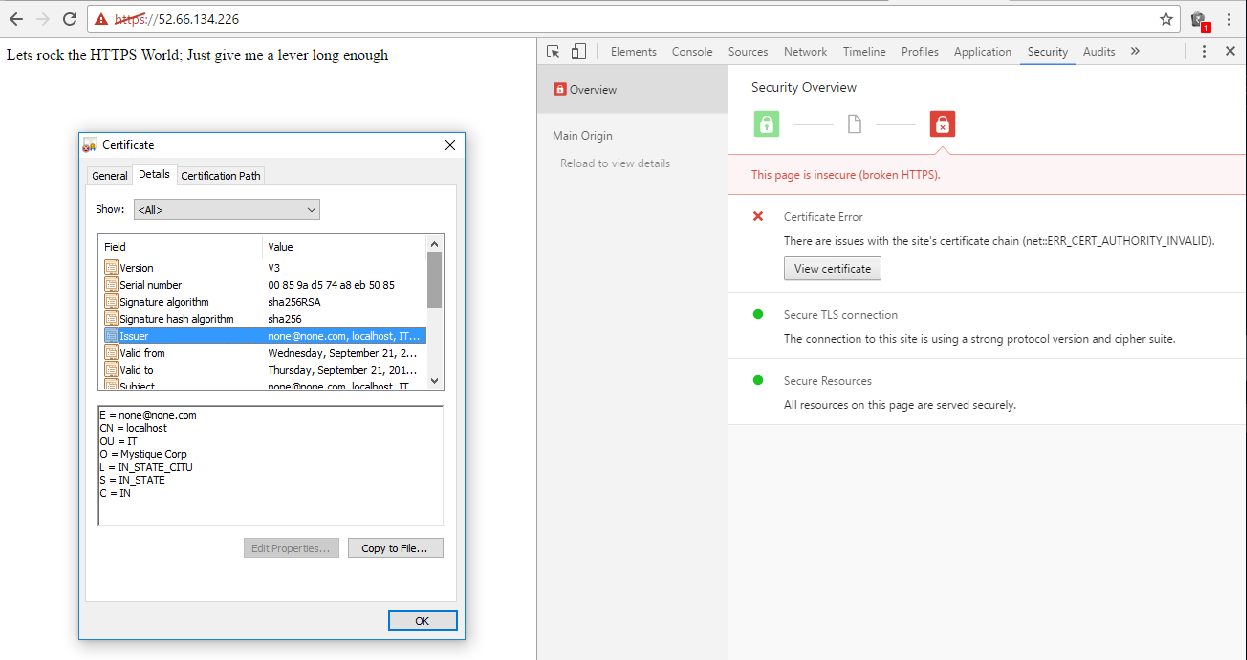 https://52.66.134.226
1
Lets rock the HTTPS World; Just give me a lever long enough
Elements Console Sources Network Timeline Profiles Application Security Audits »
Overview
Main Origin
Reload to view details
Security Overview
This page is insecure (broken HTTPS).
Certificate Error
There are issues with the site's certificate chain (net::ERR_CERT_AUTHORITY_INVALID).
View certificate
Secure TLS connection
The connection to this site is using a strong protocol version and cipher suite.
Secure Resources
All resources on this page are served securely.
Certificate
General Details Certification Path
Show: <All>
Field Value
Version V3
Serial number 00 85 9a d5 74 a8 eb 50 85
Signature algorithm sha256RSA
Signature hash algorithm sha256
Issuer none@none.com, localhost, IT...
Valid from Wednesday, September 21, 2...
Valid to Thursday, September 21, 201...
Subject none@none.com, localhost, IT
E = none@none.com
CN = localhost
OU = IT
O = Mystique Corp
L = IN_STATE_CITU
S = IN_STATE
C = IN
Edit Properties... Copy to File...
OK